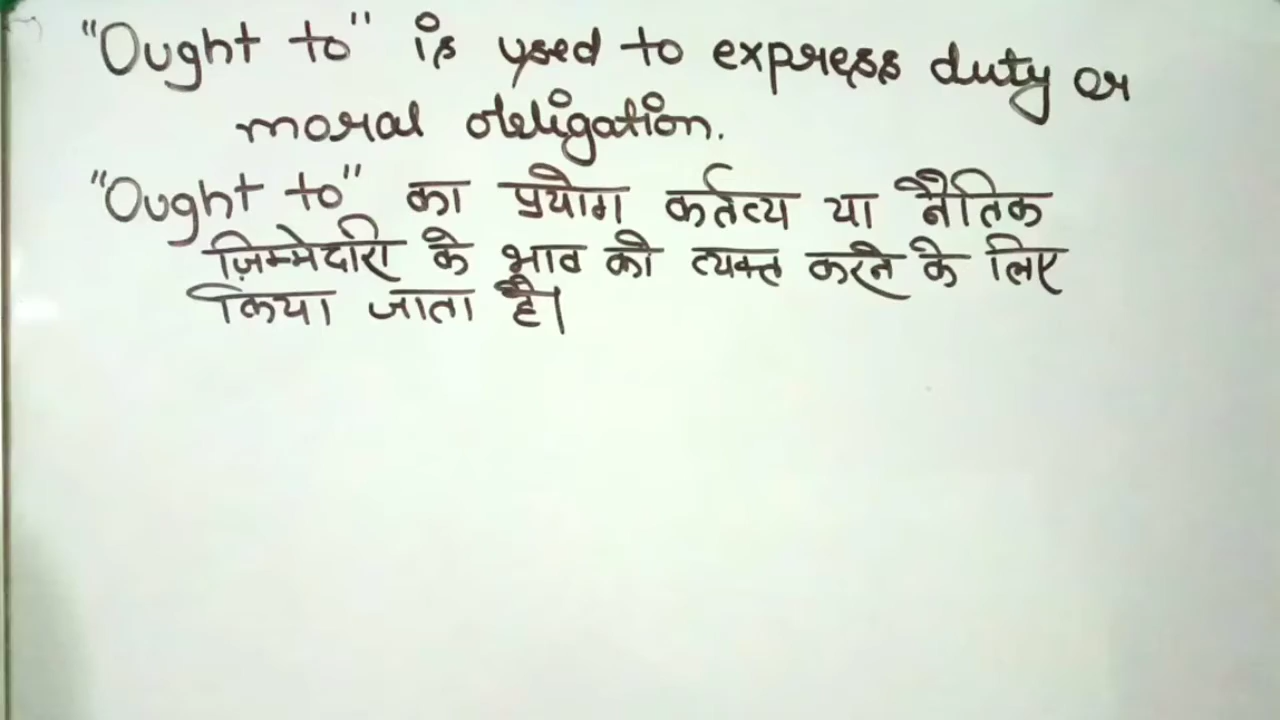 "Ought to" is used to express duty or
moral obligation.
"Ought to" का प्रयोग कर्तव्य या नैतिक
ज़िम्मेदारी के भाव को व्यक्त करने के लिए
किया जाता है।